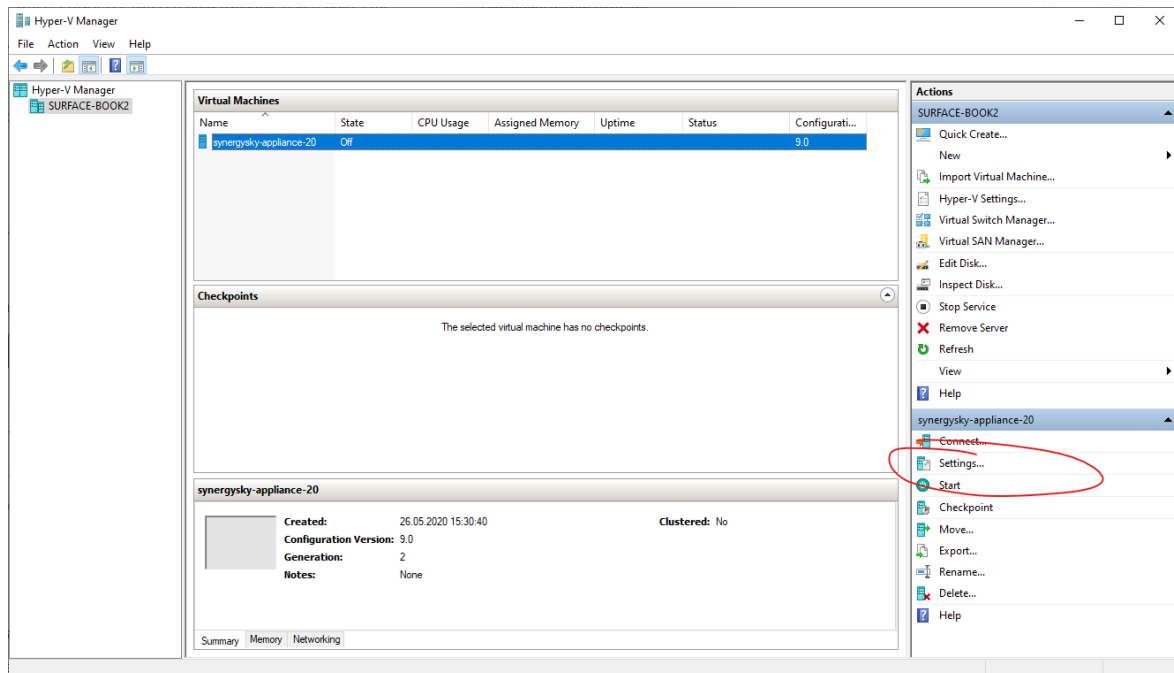 Hyper-V Manager
File Action View Help
Hyper-V Manager
SURFACE-BOOK2
Virtual Machines
Name State CPU Usage Assigned Memory Uptime Status Configurati...
synergysky-appliance-20 Off 9.0
Checkpoints
The selected virtual machine has no checkpoints.
synergysky-appliance-20
Created: 26.05.2020 15:30:40 Clustered: No
Configuration Version: 9.0
Generation: 2
Notes: None
Summary Memory Networking
Actions
SURFACE-BOOK2
Quick Create...
New
Import Virtual Machine...
Hyper-V Settings...
Virtual Switch Manager...
Virtual SAN Manager...
Edit Disk...
Inspect Disk...
Stop Service
Remove Server
Refresh
View
Help
synergysky-appliance-20
Connect...
Settings...
Start
Checkpoint
Move...
Export...
Rename...
Delete...
Help